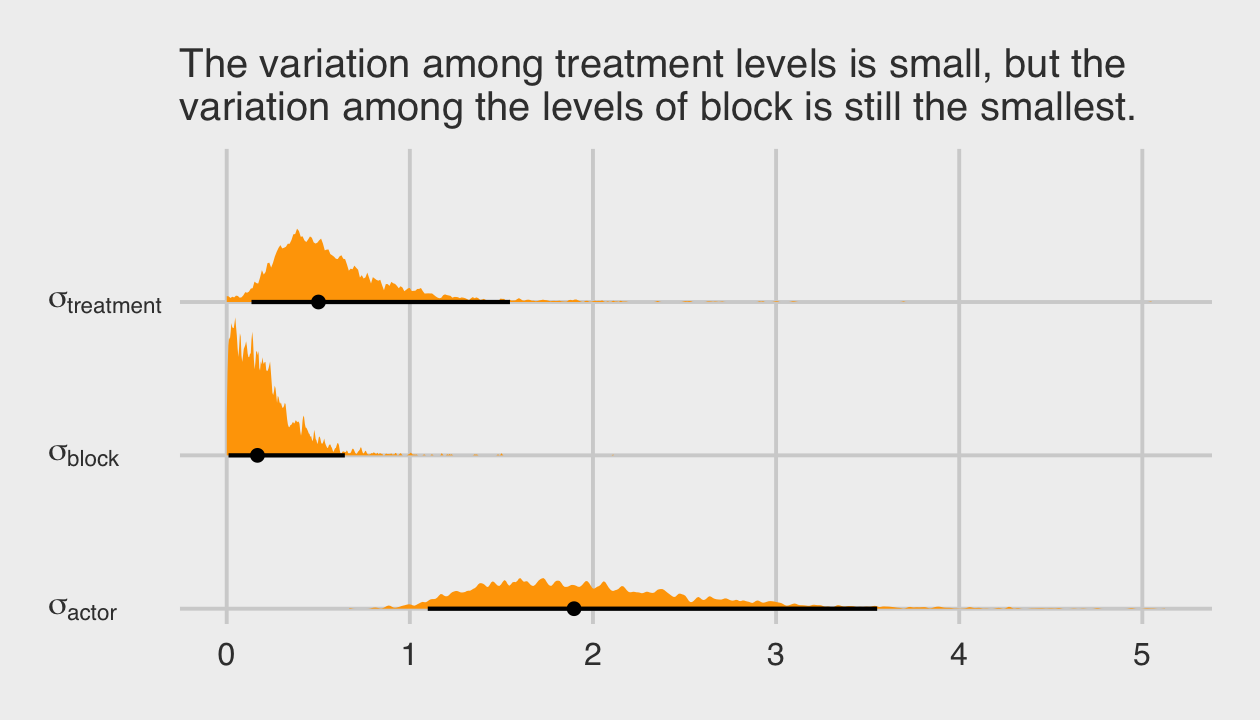 The variation among treatment levels is small, but the
variation among the levels of block is still the smallest.
σtreatment
σblock
σactor
0 1 2 3 4 5